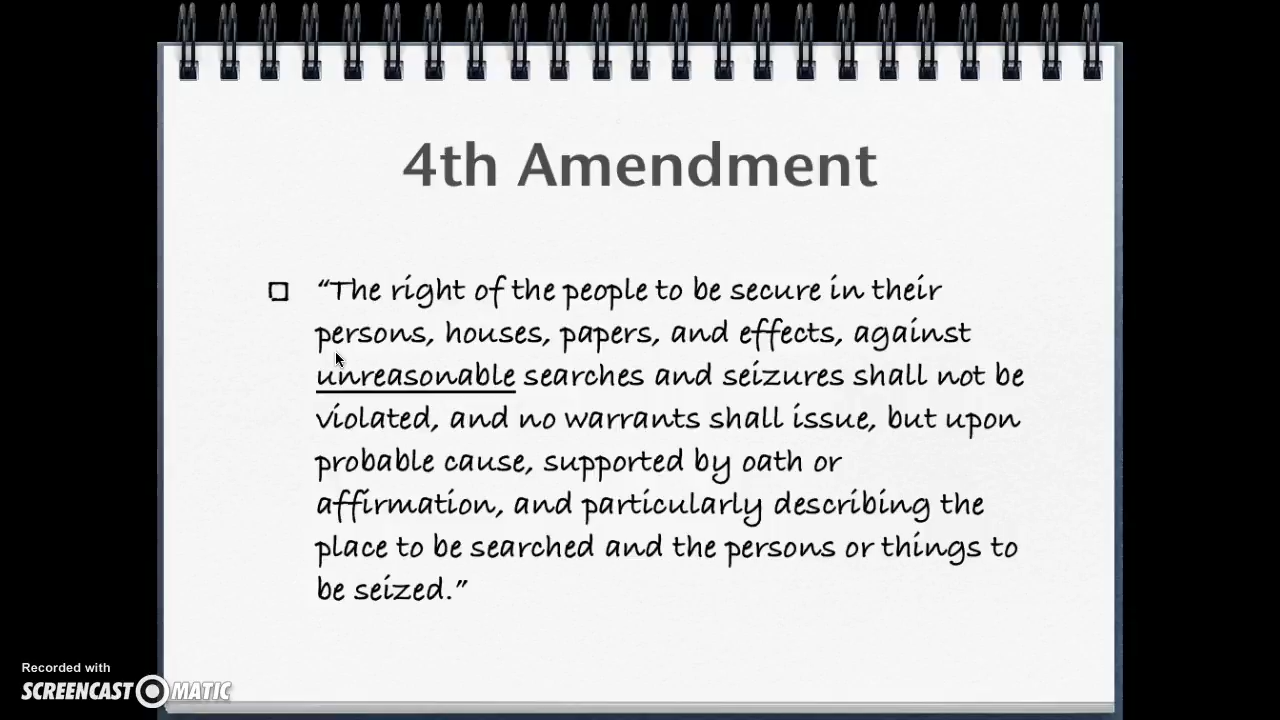 4th Amendment
“The right of the people to be secure in their
persons, houses, papers, and effects, against
unreasonable searches and seizures shall not be
violated, and no warrants shall issue, but upon
probable cause, supported by oath or
affirmation, and particularly describing the
place to be searched and the persons or things to
be seized.”
Recorded with
SCREENCAST MATIC